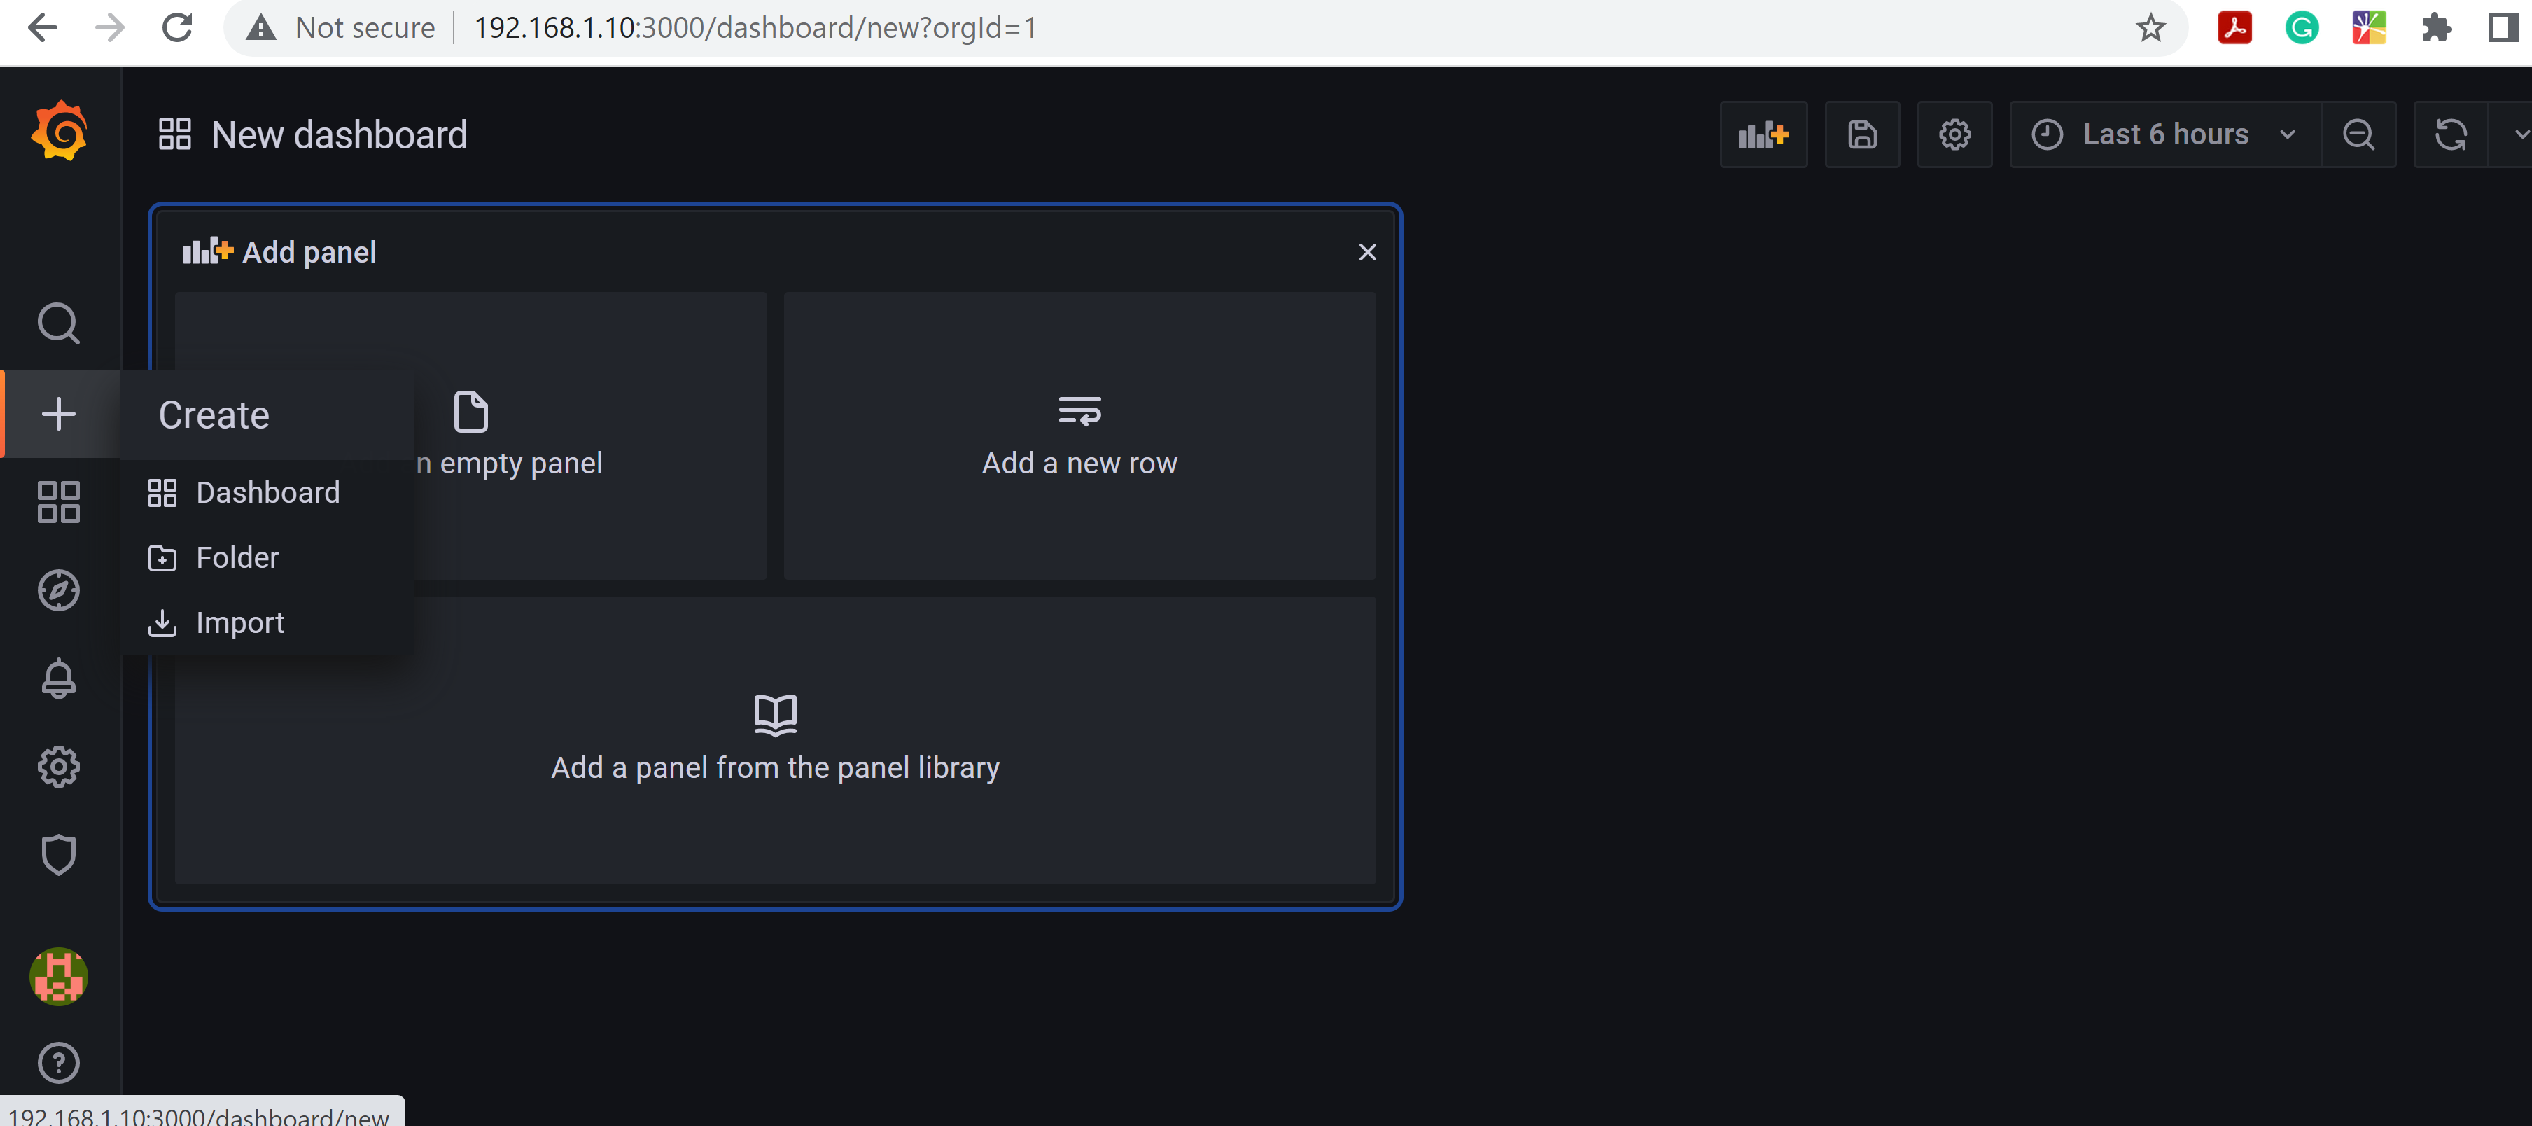 Not secure 192.168.1.10:3000/dashboard/new?orgId=1
New dashboard
Last 6 hours
Add panel
Create
n empty panel
Add a new row
Dashboard
Folder
Import
Add a panel from the panel library
192.168.1.10:3000/dashboard/new